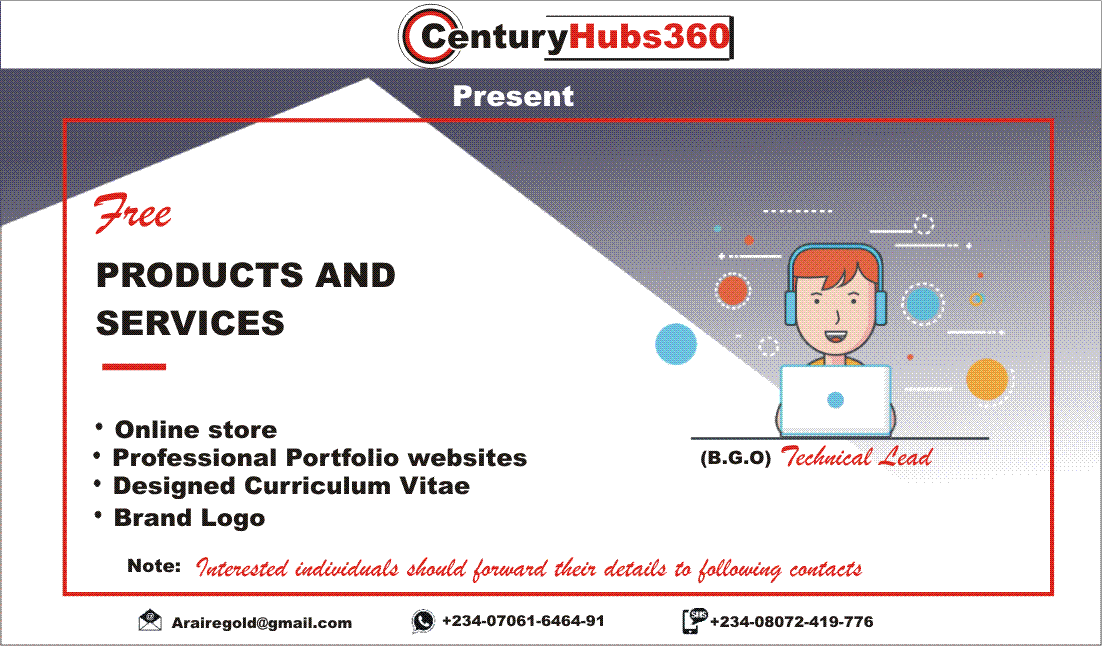 CenturyHubs360
Present
Free
PRODUCTS AND
SERVICES
• Online store
• Professional Portfolio websites
• Designed Curriculum Vitae
• Brand Logo
(B.G.O) Technical Lead
Note: Interested individuals should forward their details to following contacts
Arairegold@gmail.com +234-07061-6464-91 SMS +234-08072-419-776